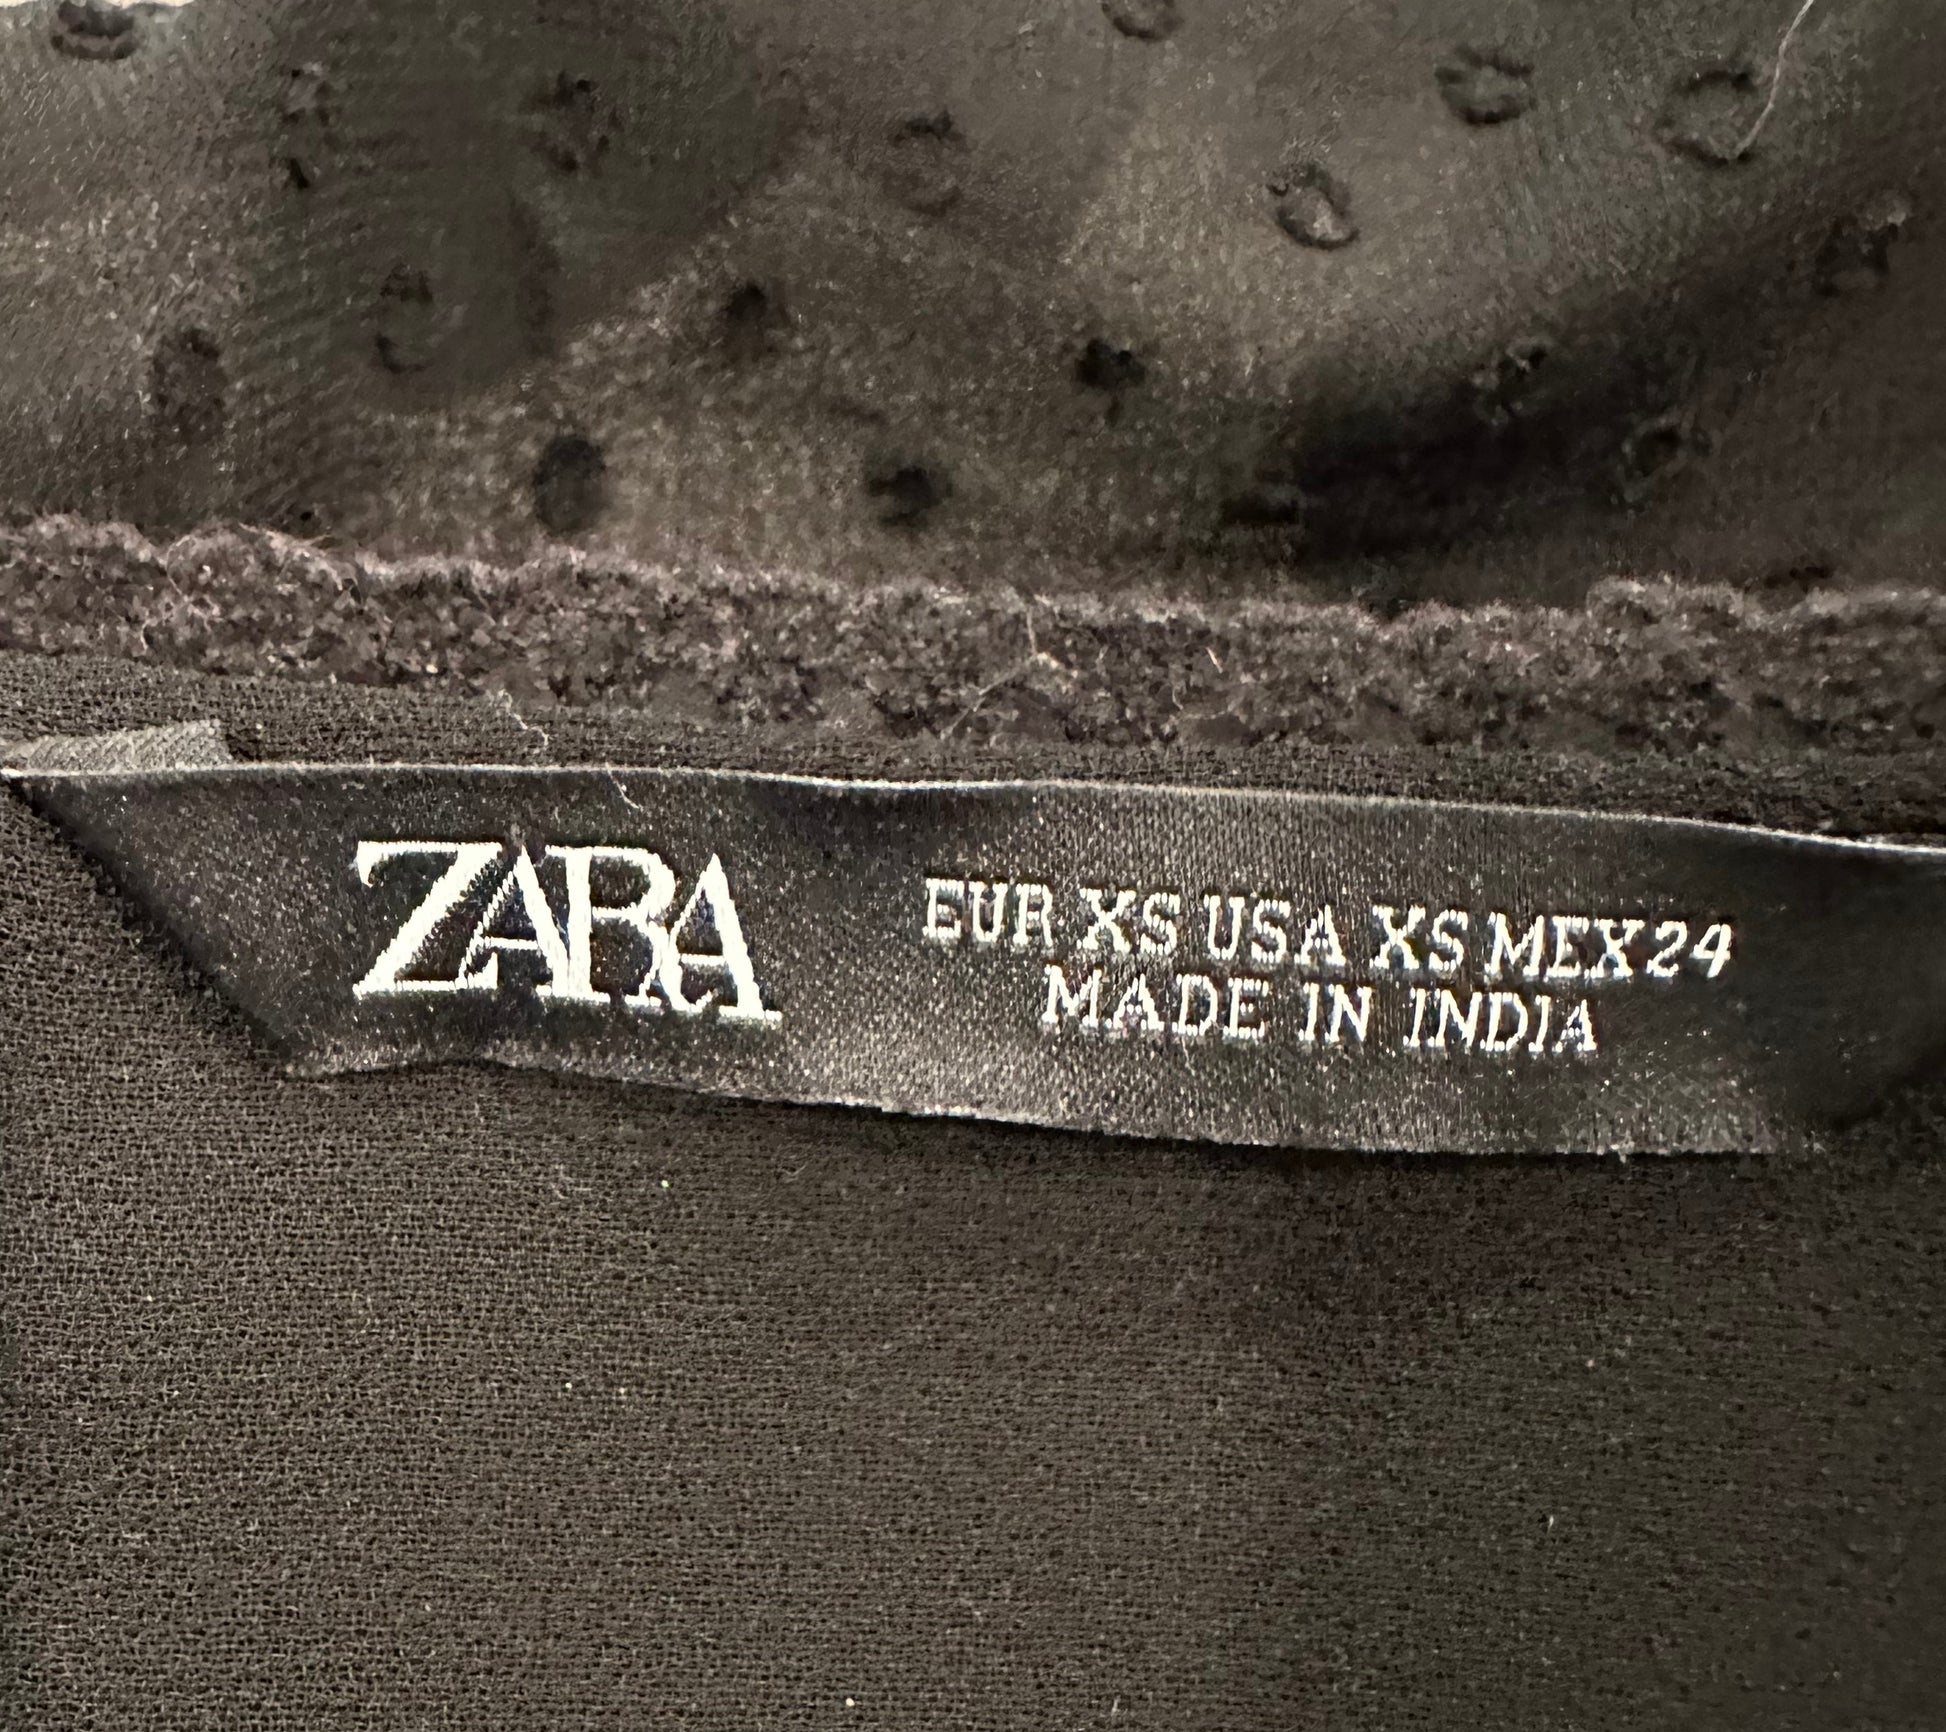 ZARA
EUR XS USA XS MEX 24
MADE IN INDIA